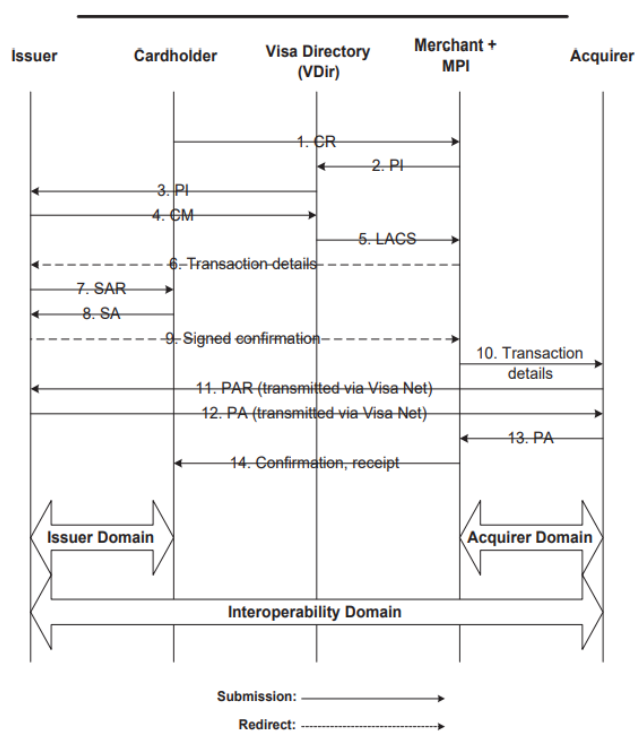 Issuer
Cardholder
Visa Directory
(VDir)
Merchant +
MPI
Acquirer
1. CR
2. PI
3. PI
4. CM
5. LACS
6. Transaction details
7. SAR
8. SA
9. Signed confirmation
10. Transaction
details
11. PAR (transmitted via Visa Net)
12. PA (transmitted via Visa Net)
13. PA
14. Confirmation, receipt
Issuer Domain
Acquirer Domain
Interoperability Domain
Submission:
Redirect: